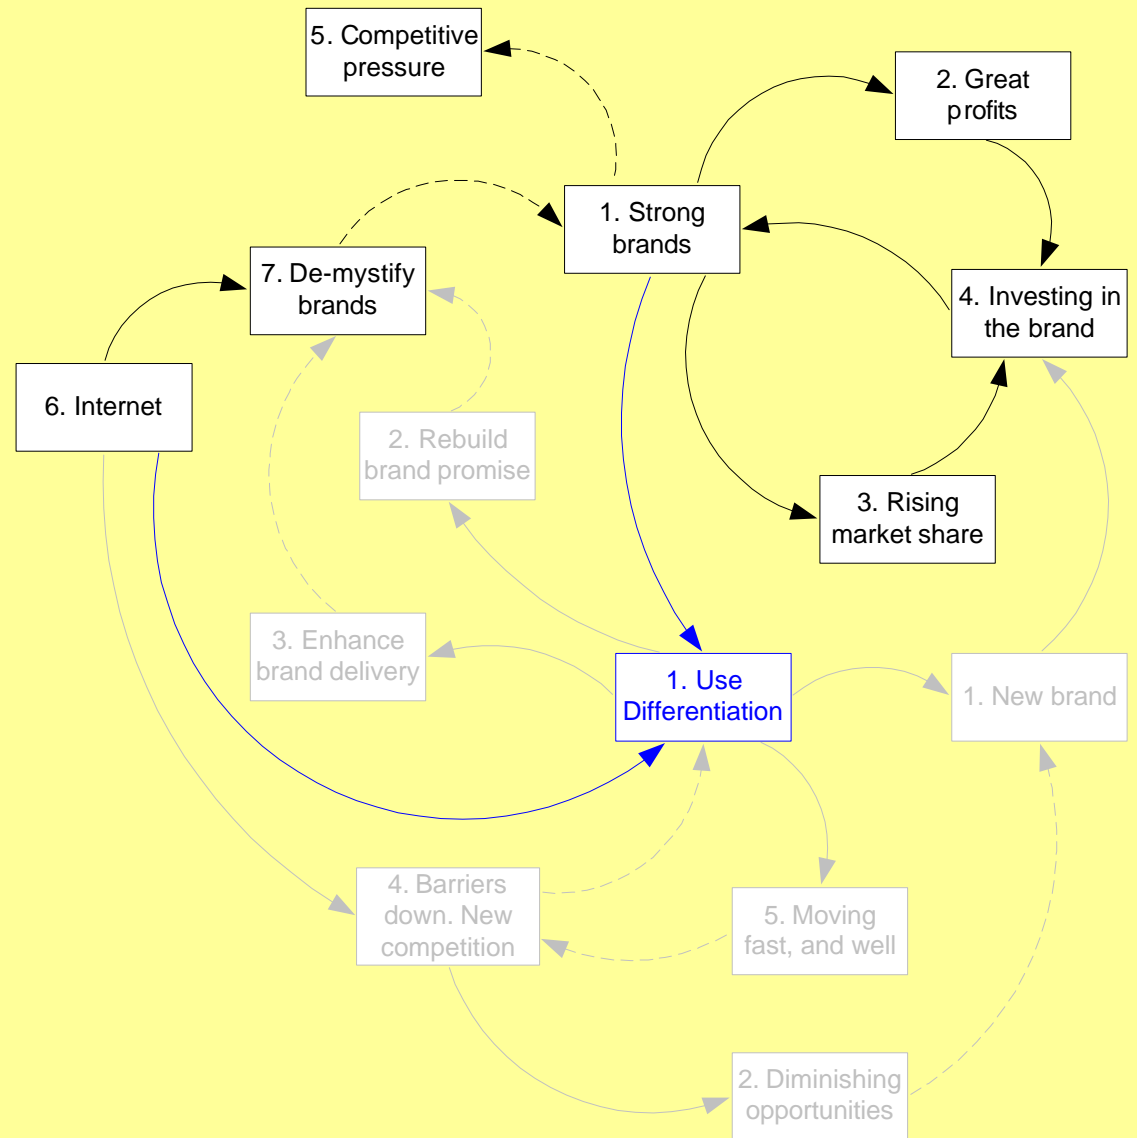 5. Competitive
pressure
2. Great
profits
1. Strong
brands
7. De-mystify
brands
4. Investing in
the brand
6. Internet
2. Rebuild
brand promise
3. Rising
market share
3. Enhance
brand delivery
1. Use
Differentiation
1. New brand
4. Barriers
down. New
competition
5. Moving
fast, and well
2. Diminishing
opportunities